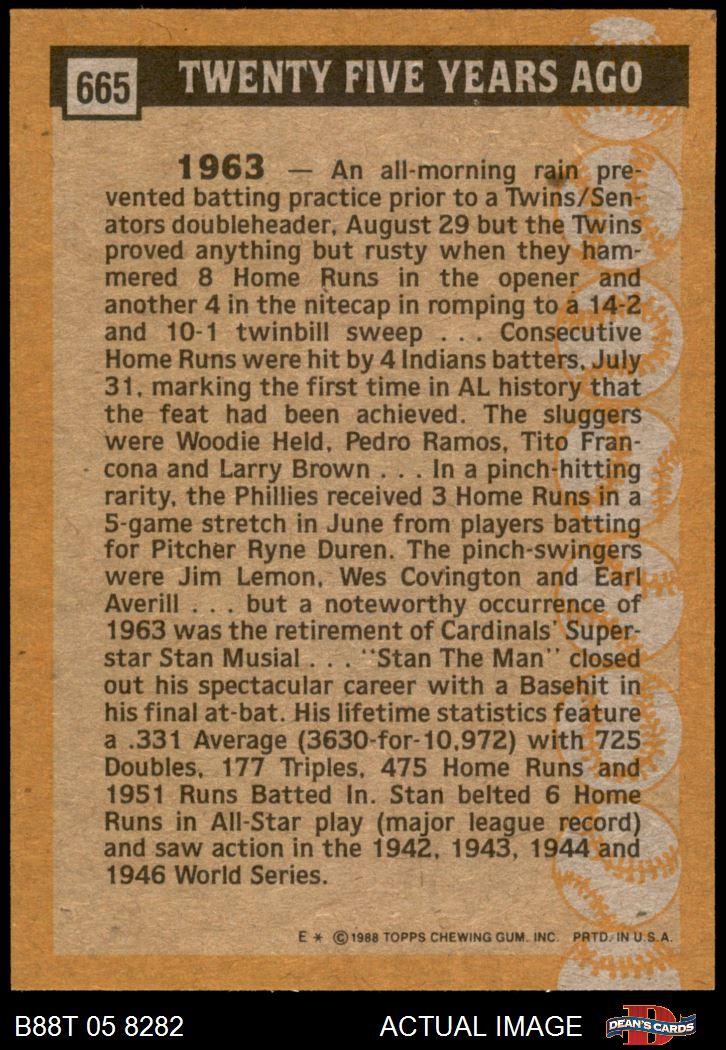 665 TWENTY FIVE YEARS AGO
1963 — An all-morning rain pre-
vented batting practice prior to a Twins/Sen-
ators doubleheader, August 29 but the Twins
proved anything but rusty when they ham-
mered 8 Home Runs in the opener and
another 4 in the nitecap in romping to a 14-2
and 10-1 twinbill sweep . . . Consecutive
Home Runs were hit by 4 Indians batters, July
31, marking the first time in AL history that
the feat had been achieved. The sluggers
were Woodie Held, Pedro Ramos, Tito Fran-
cona and Larry Brown . . . In a pinch-hitting
rarity, the Phillies received 3 Home Runs in a
5-game stretch in June from players batting
for Pitcher Ryne Duren. The pinch-swingers
were Jim Lemon, Wes Covington and Earl
Averill . . . but a noteworthy occurrence of
1963 was the retirement of Cardinals' Super-
star Stan Musial . . . "Stan The Man" closed
out his spectacular career with a Basehit in
his final at-bat. His lifetime statistics feature
a .331 Average (3630-for-10,972) with 725
Doubles, 177 Triples, 475 Home Runs and
1951 Runs Batted In. Stan belted 6 Home
Runs in All-Star play (major league record)
and saw action in the 1942, 1943, 1944 and
1946 World Series.
E * © 1988 TOPPS CHEWING GUM, INC. PRTD. IN U.S.A.
B88T 05 8282 ACTUAL IMAGE DEAN'S CARDS